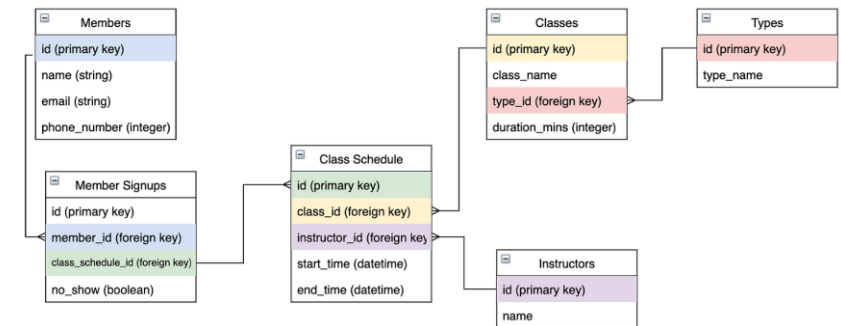 Members
id (primary key)
name (string)
email (string)
phone_number (integer)
Member Signups
id (primary key)
member_id (foreign key)
class_schedule_id (foreign key)
no_show (boolean)
Class Schedule
id (primary key)
class_id (foreign key)
instructor_id (foreign key
start_time (datetime)
end_time (datetime)
Classes
id (primary key)
class_name
type_id (foreign key)
duration_mins (integer)
Types
id (primary key)
type_name
Instructors
id (primary key)
name